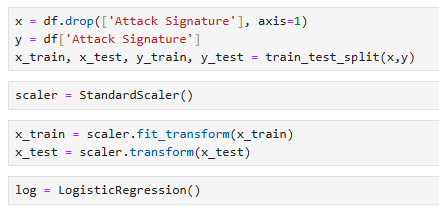 x = df.drop(['Attack Signature'], axis=1)
y = df['Attack Signature']
x_train, x_test, y_train, y_test = train_test_split(x,y)
scaler = StandardScaler()
x_train = scaler.fit_transform(x_train)
x_test = scaler.transform(x_test)
log = LogisticRegression()